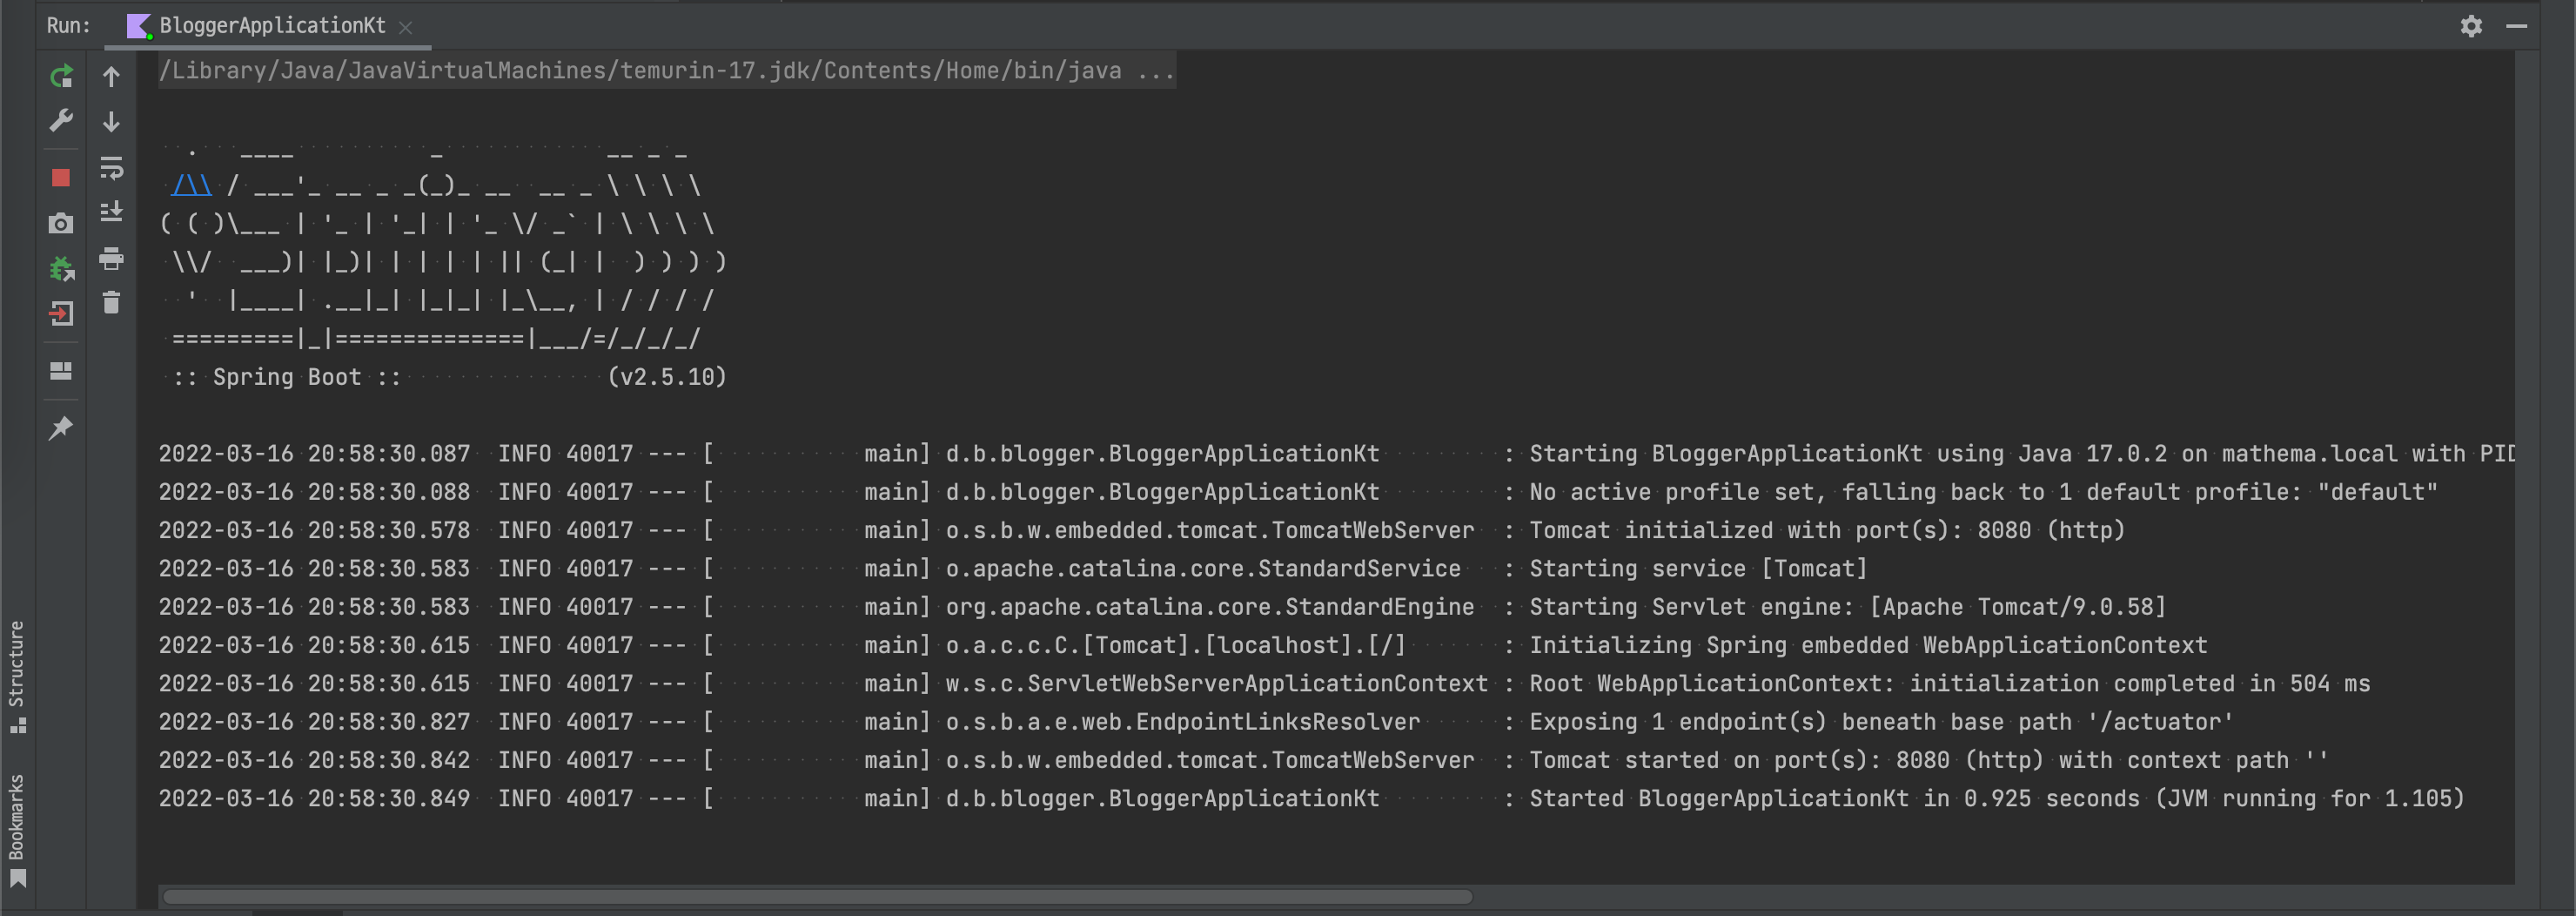 Run: BloggerApplicationKt
/Library/Java/JavaVirtualMachines/temurin-17.jdk/Contents/Home/bin/java ...
  .   ____          _            __ _ _
 /\\ / ___'_ __ _ _(_)_ __  __ _ \ \ \ \
( ( )\___ | '_ | '_| | '_ \/ _` | \ \ \ \
 \\/  ___)| |_)| | | | | || (_| |  ) ) ) )
  '  |____| .__|_| |_|_| |_\__, | / / / /
 =========|_|==============|___/=/_/_/_/
 :: Spring Boot ::               (v2.5.10)
2022-03-16 20:58:30.087  INFO 40017 --- [           main] d.b.blogger.BloggerApplicationKt         : Starting BloggerApplicationKt using Java 17.0.2 on mathema.local with PID
2022-03-16 20:58:30.088  INFO 40017 --- [           main] d.b.blogger.BloggerApplicationKt         : No active profile set, falling back to 1 default profile: "default"
2022-03-16 20:58:30.578  INFO 40017 --- [           main] o.s.b.w.embedded.tomcat.TomcatWebServer  : Tomcat initialized with port(s): 8080 (http)
2022-03-16 20:58:30.583  INFO 40017 --- [           main] o.apache.catalina.core.StandardService   : Starting service [Tomcat]
2022-03-16 20:58:30.583  INFO 40017 --- [           main] org.apache.catalina.core.StandardEngine  : Starting Servlet engine: [Apache Tomcat/9.0.58]
2022-03-16 20:58:30.615  INFO 40017 --- [           main] o.a.c.c.C.[Tomcat].[localhost].[/]       : Initializing Spring embedded WebApplicationContext
2022-03-16 20:58:30.615  INFO 40017 --- [           main] w.s.c.ServletWebServerApplicationContext : Root WebApplicationContext: initialization completed in 504 ms
2022-03-16 20:58:30.827  INFO 40017 --- [           main] o.s.b.a.e.web.EndpointLinksResolver      : Exposing 1 endpoint(s) beneath base path '/actuator'
2022-03-16 20:58:30.842  INFO 40017 --- [           main] o.s.b.w.embedded.tomcat.TomcatWebServer  : Tomcat started on port(s): 8080 (http) with context path ''
2022-03-16 20:58:30.849  INFO 40017 --- [           main] d.b.blogger.BloggerApplicationKt         : Started BloggerApplicationKt in 0.925 seconds (JVM running for 1.105)
Structure
Bookmarks